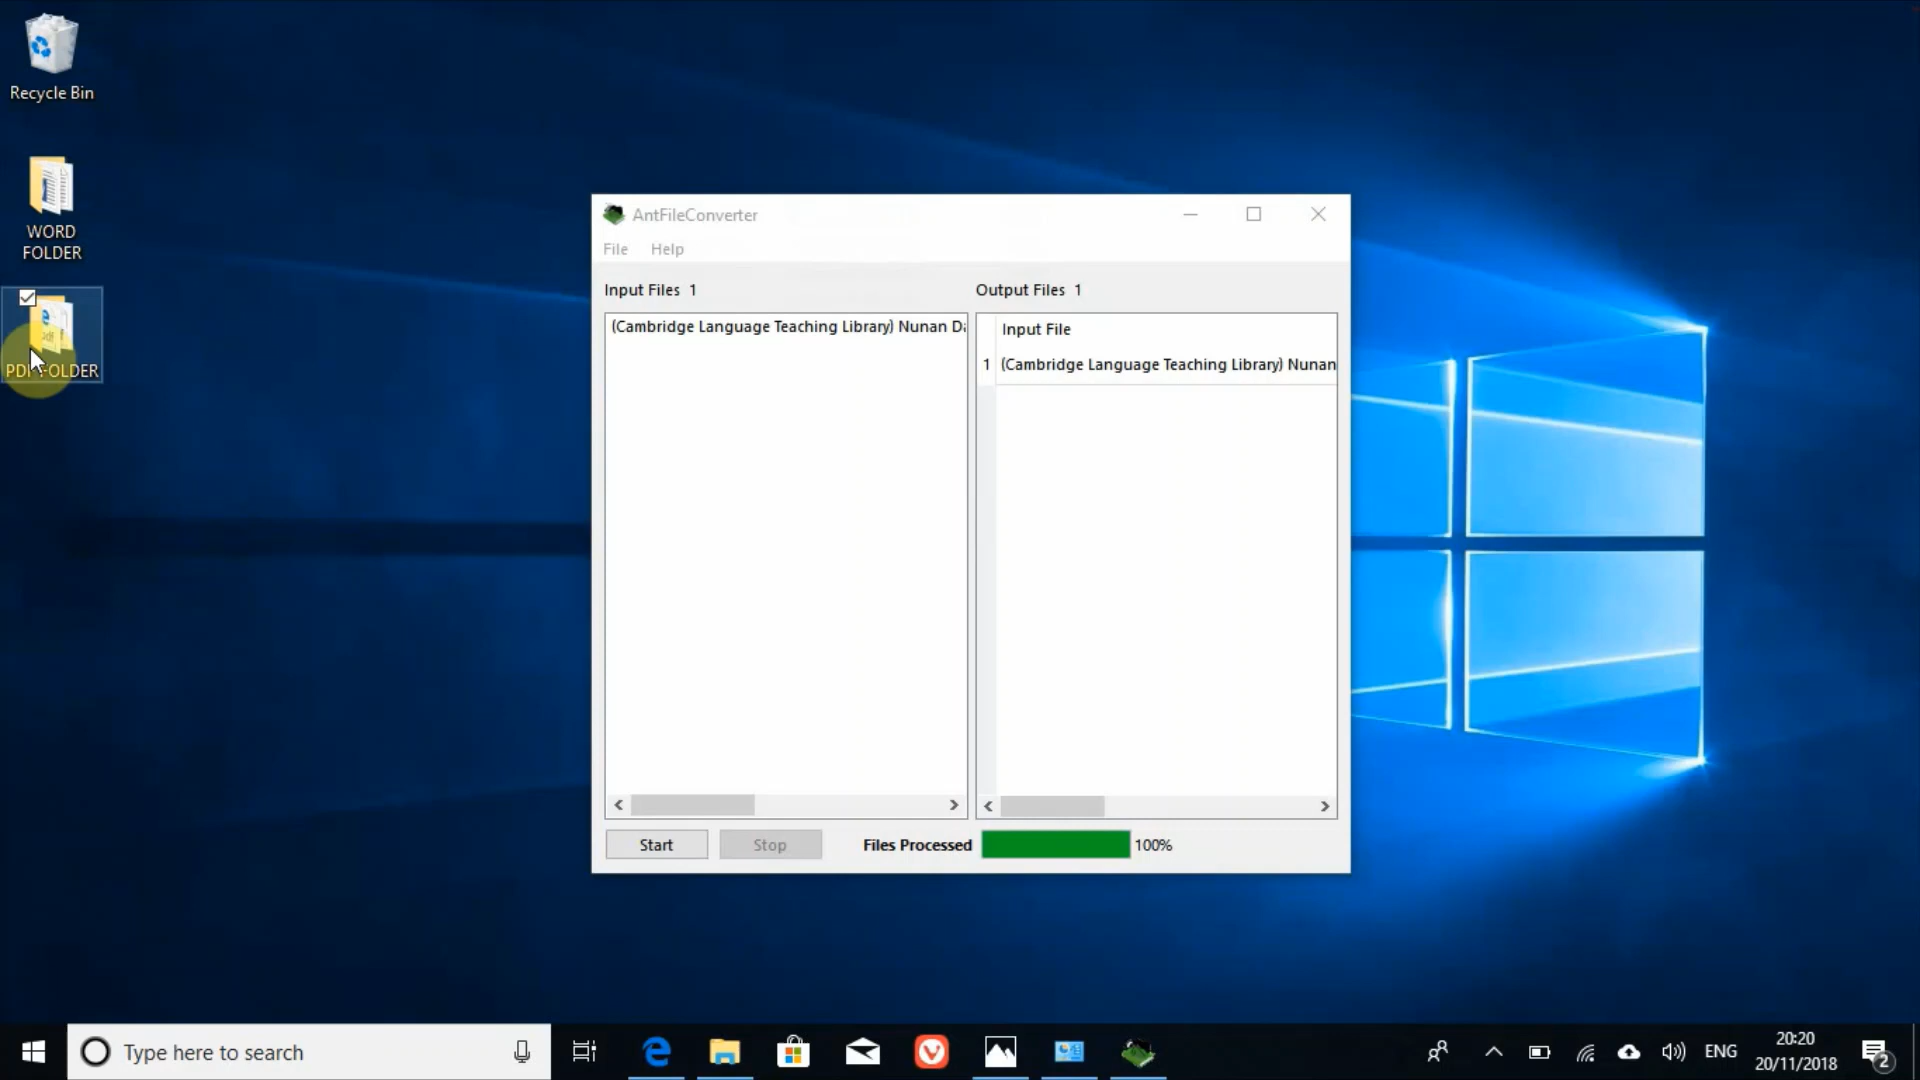 Recycle Bin
WORD
FOLDER
PDF FOLDER
AntFileConverter
File Help
Input Files 1
(Cambridge Language Teaching Library) Nunan Da
Output Files 1
Input File
1 (Cambridge Language Teaching Library) Nunan
Start
Stop
Files Processed
100%
Type here to search
ENG
20:20
20/11/2018
2